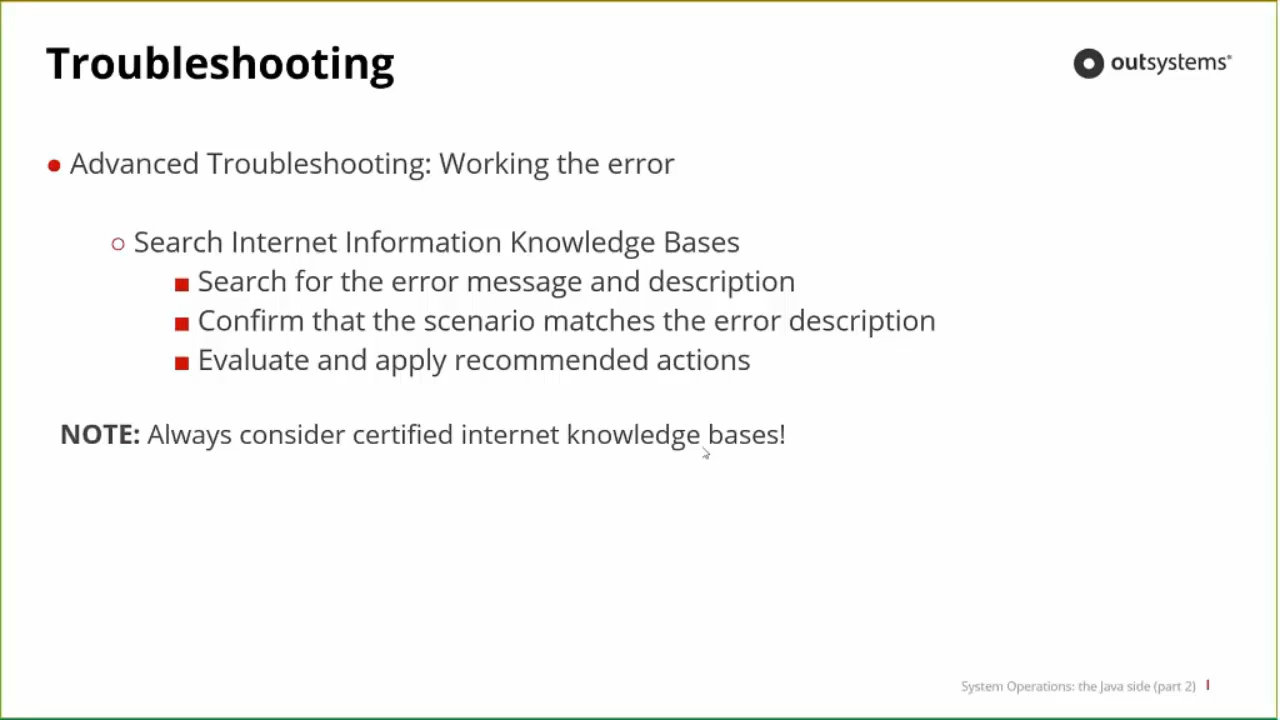 Troubleshooting
outsystems®
● Advanced Troubleshooting: Working the error
○ Search Internet Information Knowledge Bases
■ Search for the error message and description
■ Confirm that the scenario matches the error description
■ Evaluate and apply recommended actions
NOTE: Always consider certified internet knowledge bases!
System Operations: the Java side (part 2) I